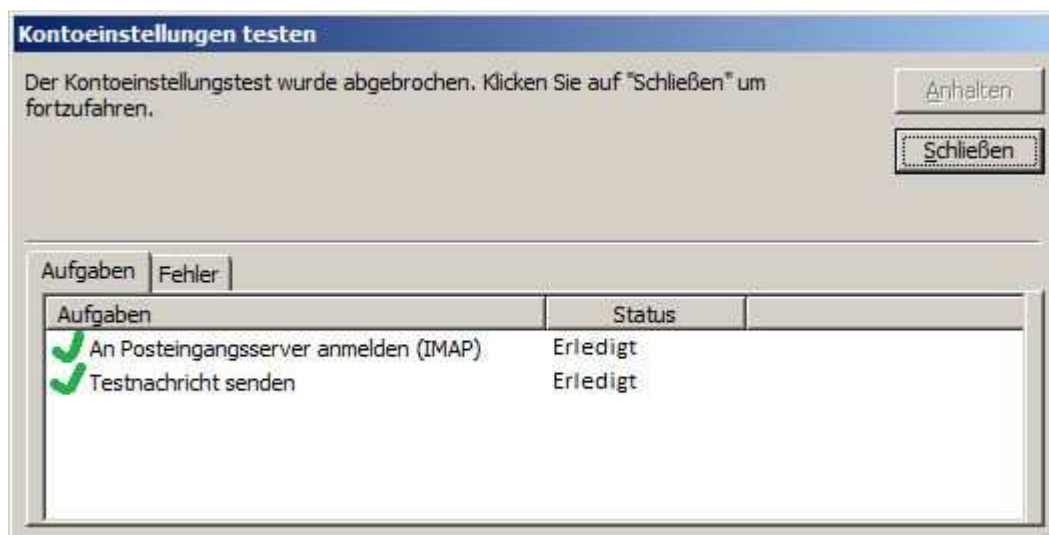 Kontoeinstellungen testen
Der Kontoeinstellungstest wurde abgebrochen. Klicken Sie auf "Schließen" um
fortzufahren.
Anhalten
Schließen
Aufgaben Fehler
Aufgaben Status
An Posteingangsserver anmelden (IMAP) Erledigt
Testnachricht senden Erledigt